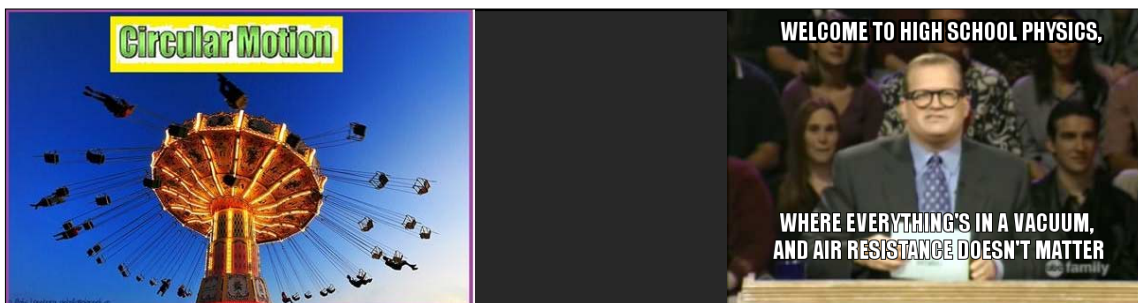 Circular Motion
WELCOME TO HIGH SCHOOL PHYSICS,
WHERE EVERYTHING'S IN A VACUUM,
AND AIR RESISTANCE DOESN'T MATTER
abc family